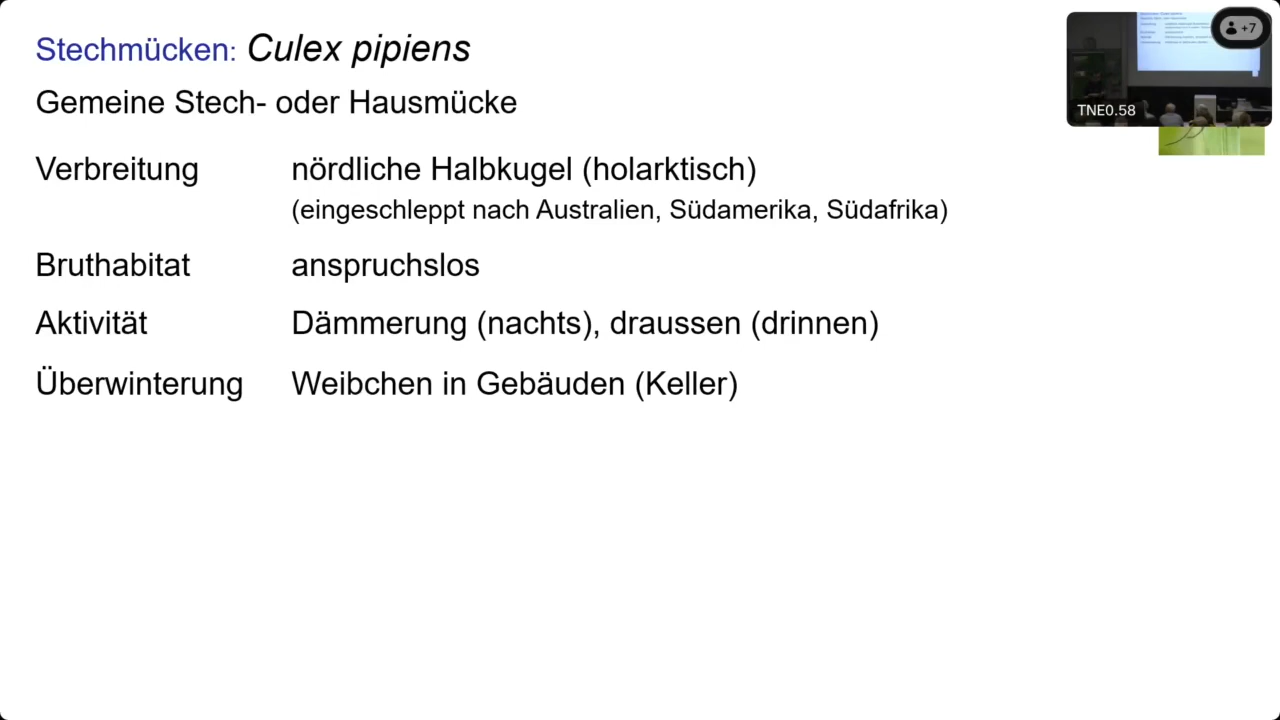 Stechmücken: Culex pipiens
Gemeine Stech- oder Hausmücke
Verbreitung nördliche Halbkugel (holarktisch)
(eingeschleppt nach Australien, Südamerika, Südafrika)
Bruthabitat anspruchslos
Aktivität Dämmerung (nachts), draussen (drinnen)
Überwinterung Weibchen in Gebäuden (Keller)
+7
TNE0.58